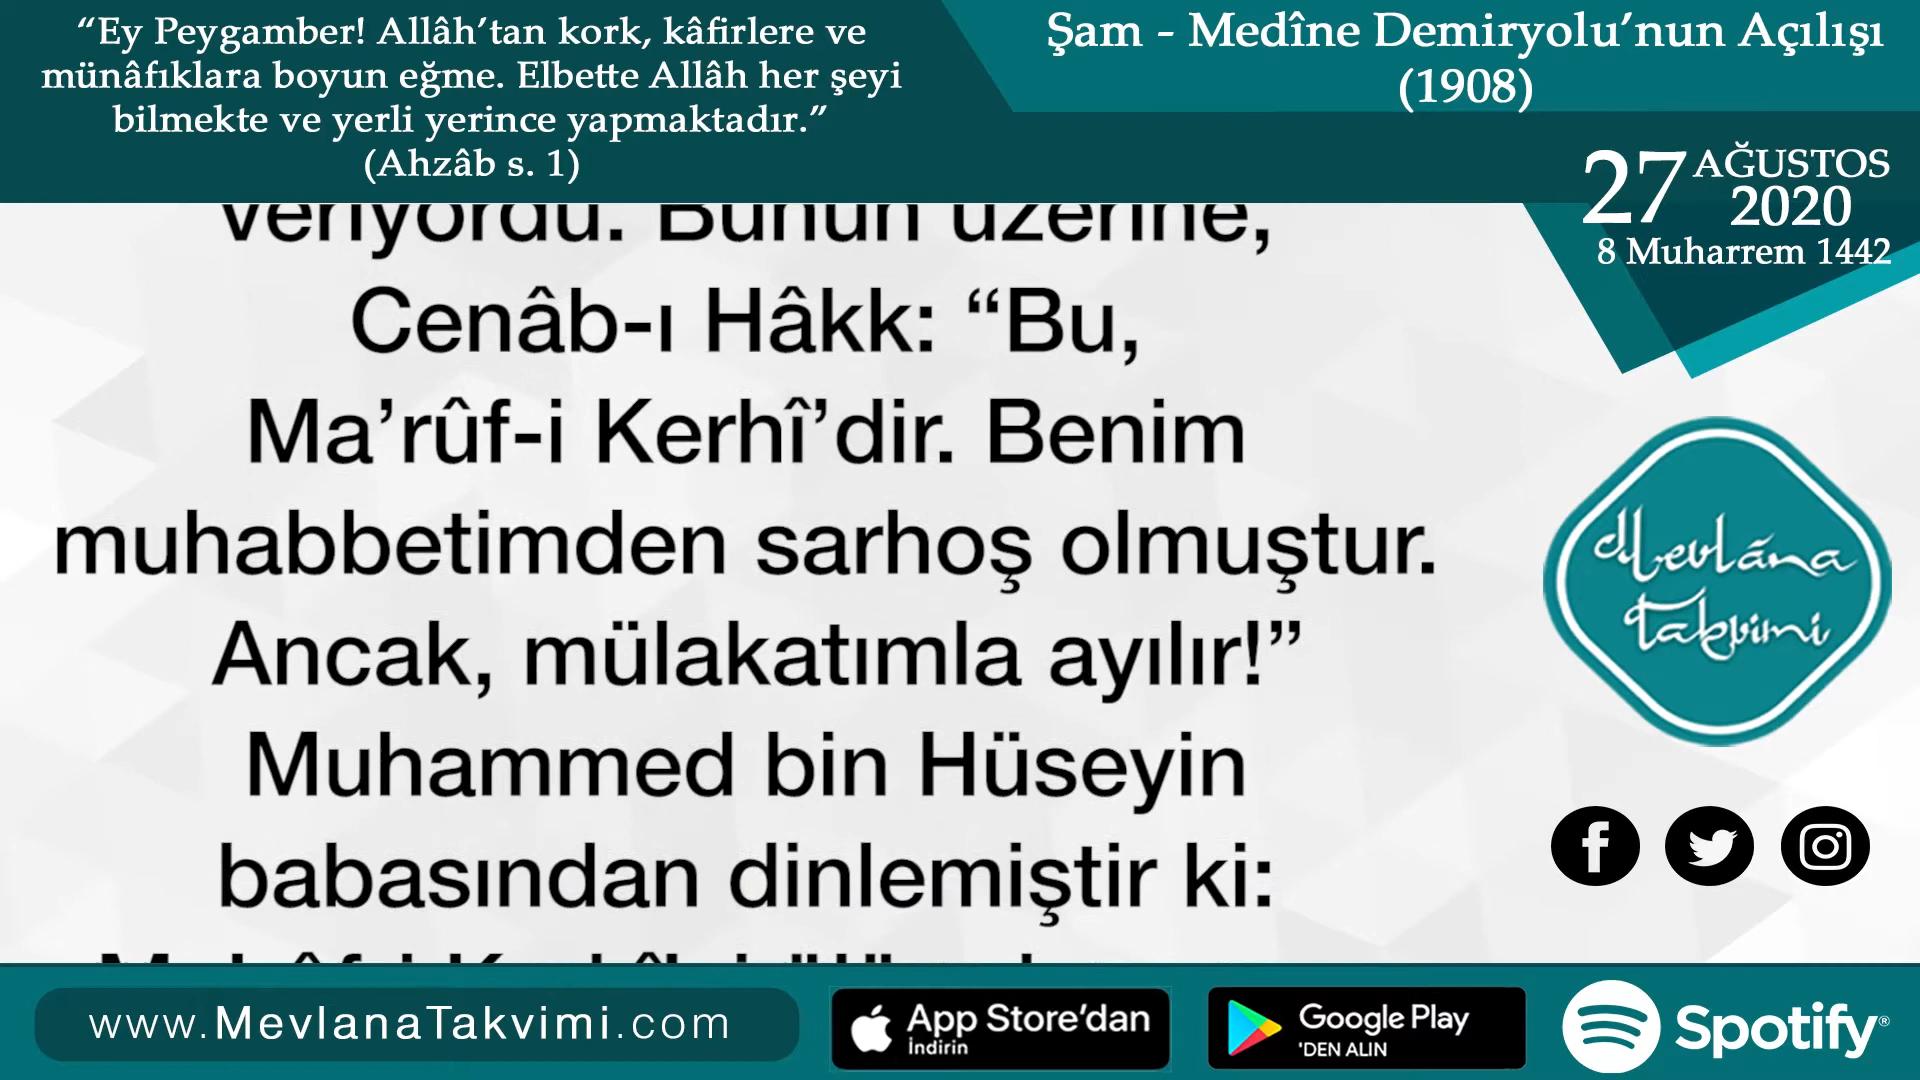 “Ey Peygamber! Allâh’tan kork, kâfirlere ve
münâfıklara boyun eğme. Elbette Allâh her şeyi
bilmekte ve yerli yerince yapmaktadır.”
(Ahzâb s. 1)
Şam - Medîne Demiryolu’nun Açılışı
(1908)
27 AĞUSTOS
2020
8 Muharrem 1442
veriyordu. Bunun üzerine,
Cenâb-ı Hâkk: “Bu,
Ma’rûf-i Kerhî’dir. Benim
muhabbetimden sarhoş olmuştur.
Ancak, mülakatımla ayılır!”
Muhammed bin Hüseyin
babasından dinlemiştir ki:
Mevlâna
Takvimi
www.MevlanaTakvimi.com
App Store’dan
İndirin
Google Play
'DEN ALIN
Spotify®